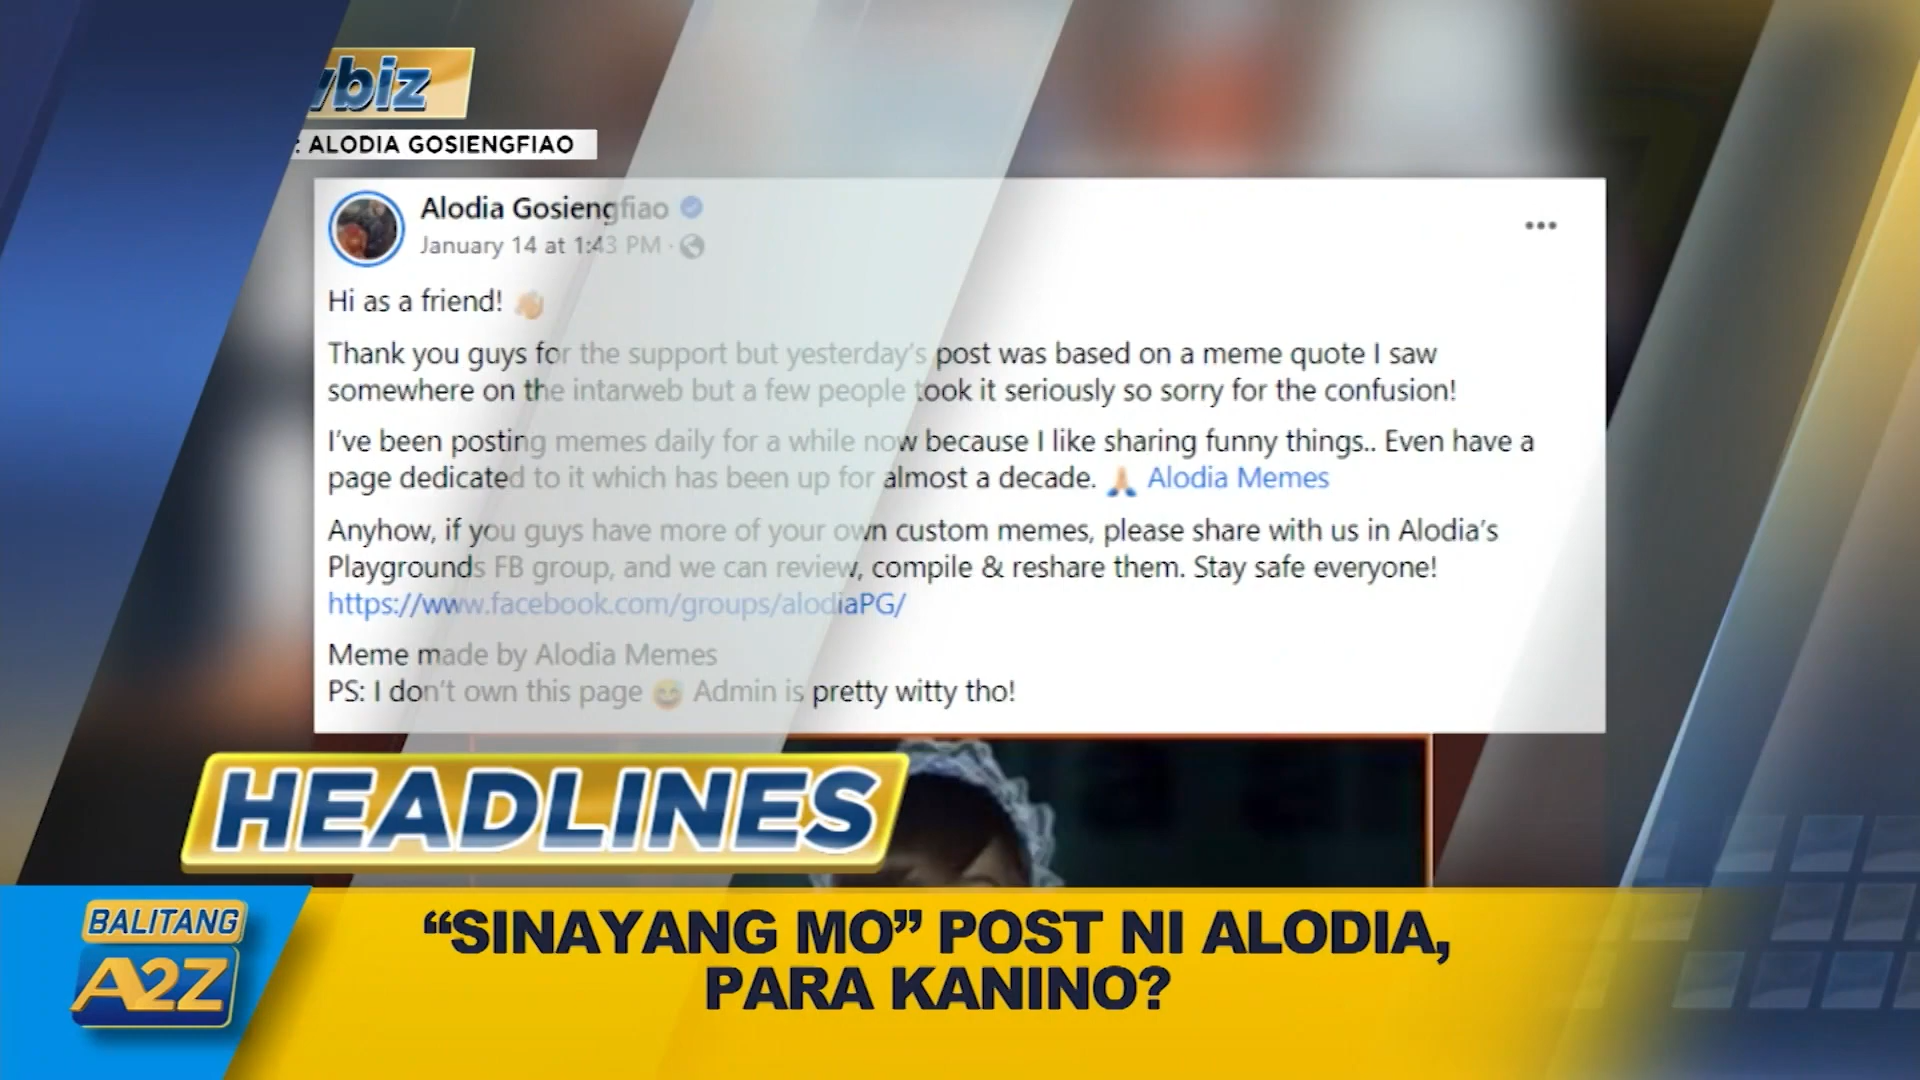 wbiz
: ALODIA GOSIENGFIAO
Alodia Gosiengfiao
January 14 at 1:43 PM ·
Hi as a friend! 👋🏼
Thank you guys for the support but yesterday's post was based on a meme quote I saw
somewhere on the intarweb but a few people took it seriously so sorry for the confusion!
I've been posting memes daily for a while now because I like sharing funny things.. Even have a
page dedicated to it which has been up for almost a decade. 🙏🏼 Alodia Memes
Anyhow, if you guys have more of your own custom memes, please share with us in Alodia's
Playgrounds FB group, and we can review, compile & reshare them. Stay safe everyone!
https://www.facebook.com/groups/alodiaPG/
Meme made by Alodia Memes
PS: I don't own this page 😅 Admin is pretty witty tho!
HEADLINES
BALITANG
A2Z
“SINAYANG MO” POST NI ALODIA,
PARA KANINO?